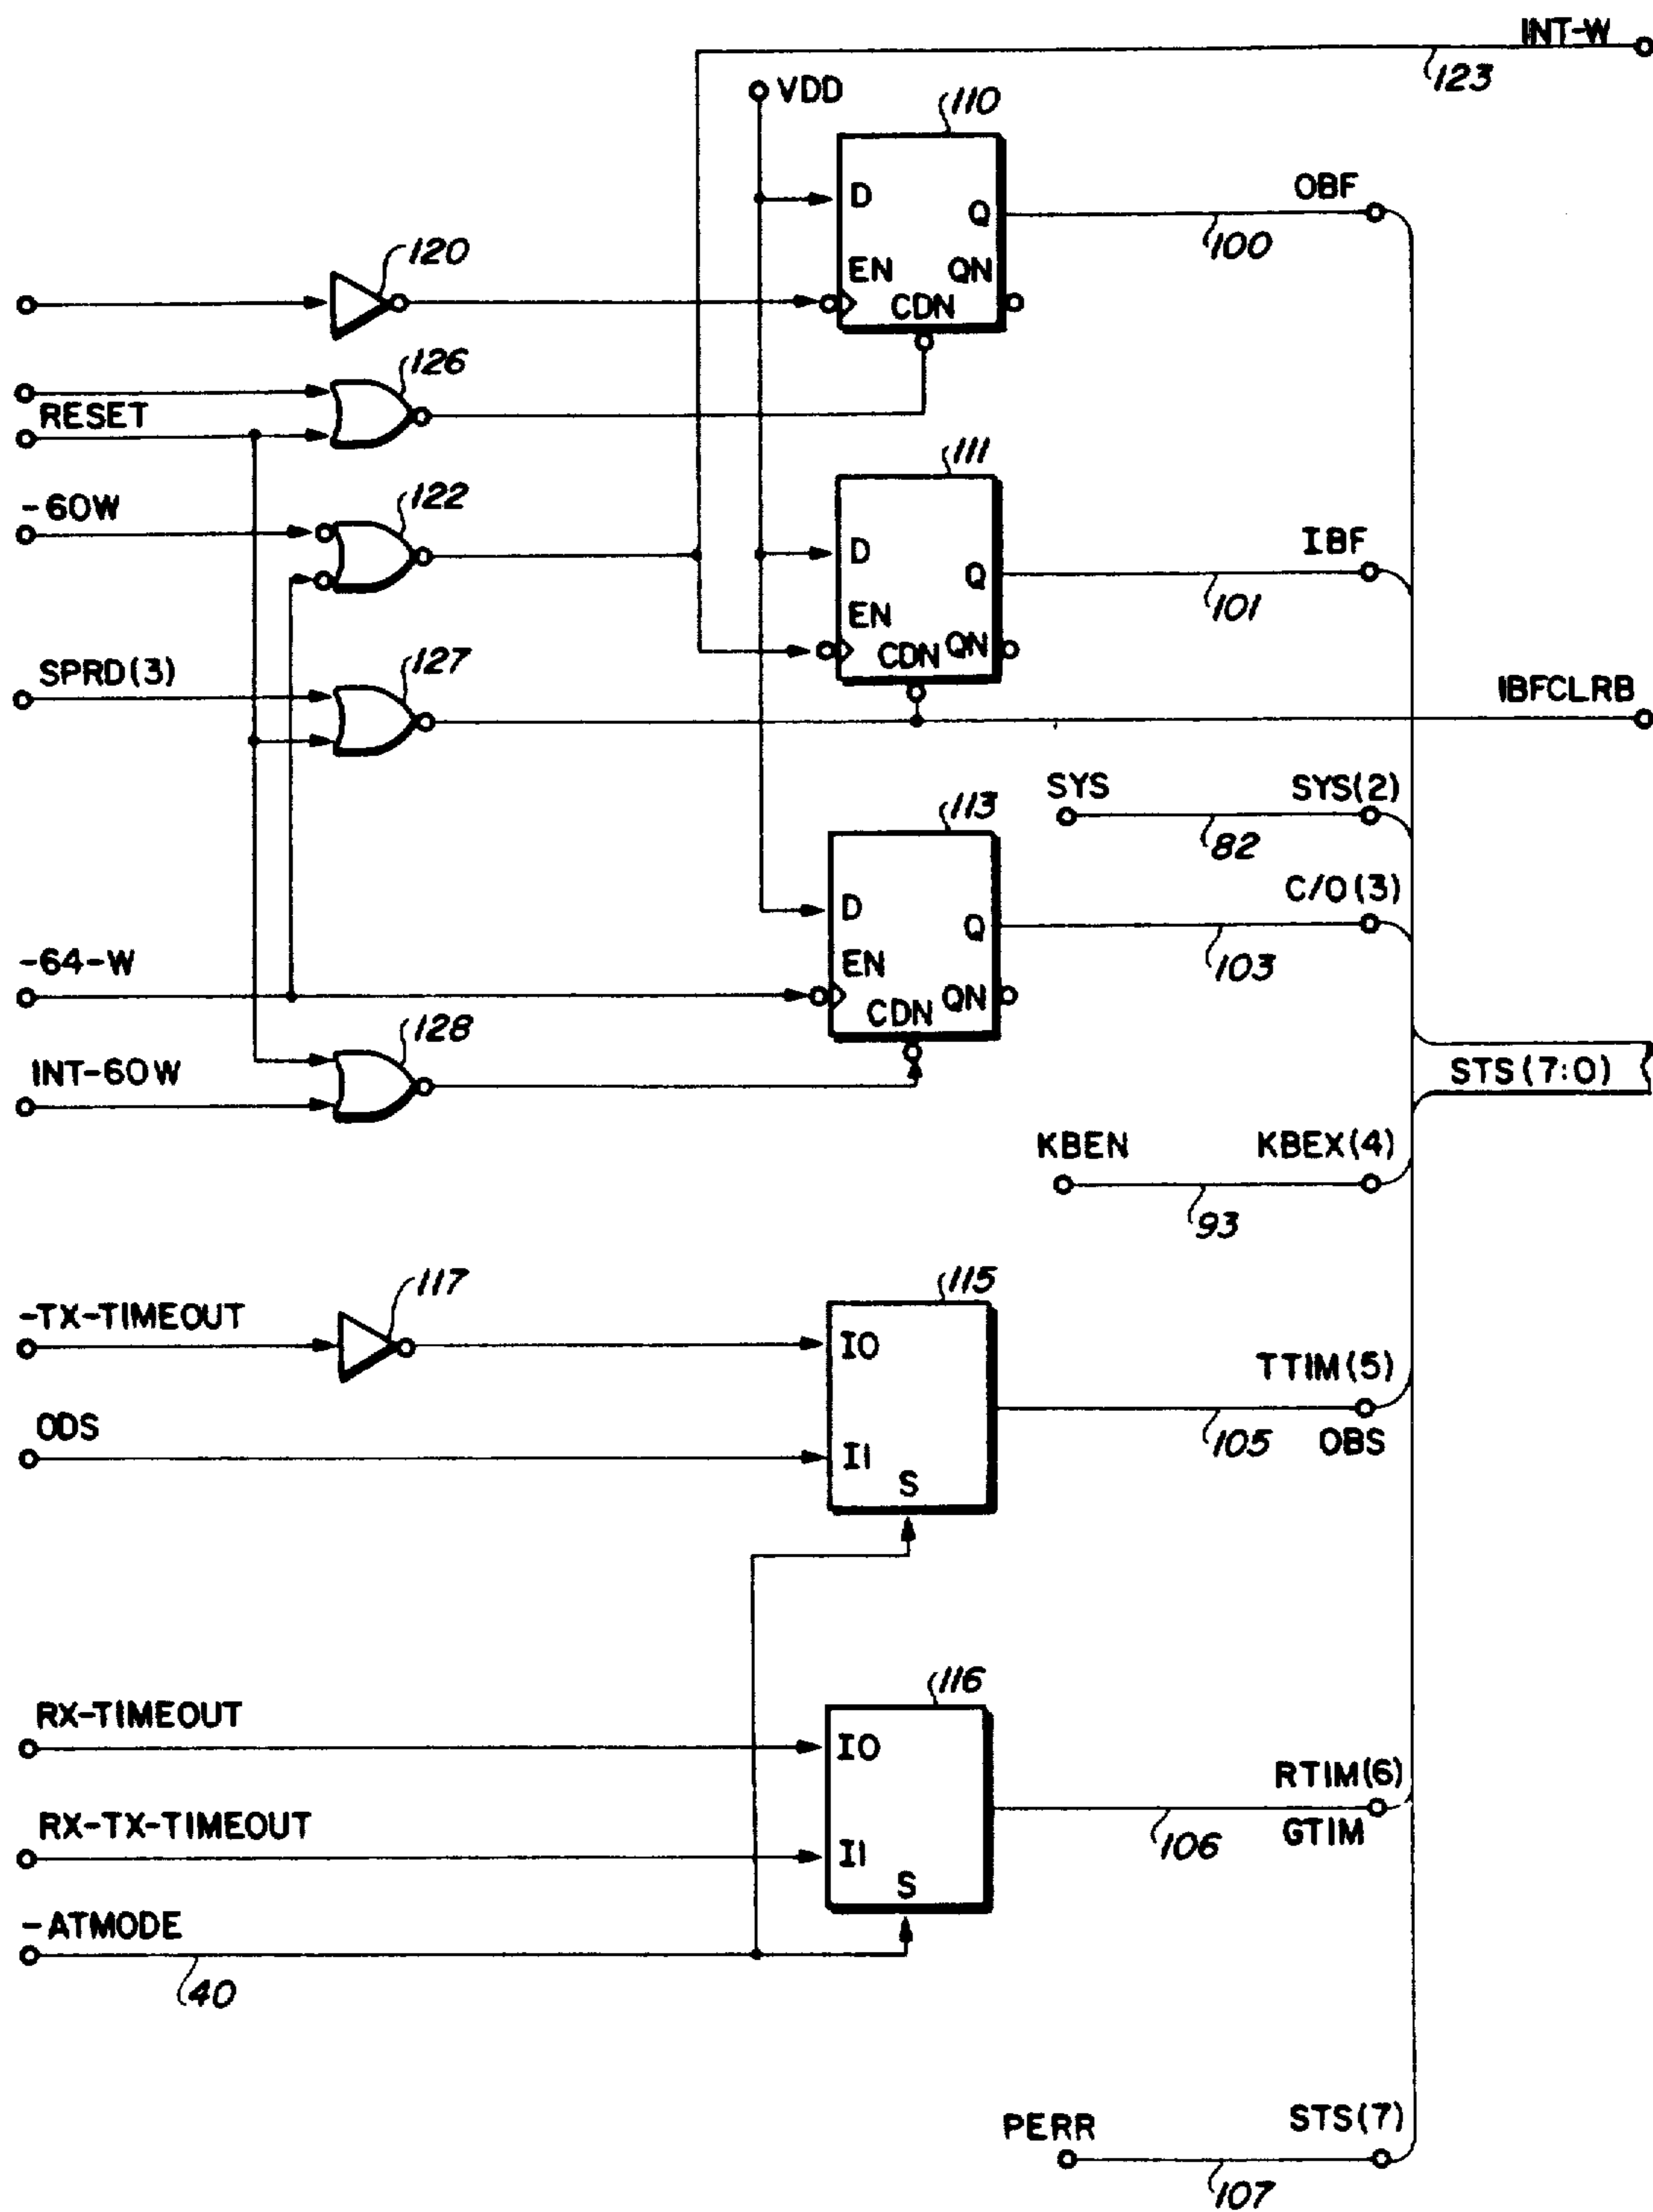 INT-W
123
VDD
110
D
Q
OBF
100
EN
QN
CDN
120
126
RESET
111
-60W
122
D
Q
IBF
101
EN
CDN
QN
SPRD(3)
127
IBFCLRB
SYS
SYS(2)
82
113
C/O(3)
D
Q
103
-64-W
EN
CDN
QN
128
INT-60W
STS(7:0)
KBEN
KBEX(4)
93
-TX-TIMEOUT
117
115
I0
TTIM(5)
105
OBS
ODS
I1
S
116
RX-TIMEOUT
I0
RTIM(6)
GTIM
106
RX-TX-TIMEOUT
I1
S
-ATMODE
40
PERR
STS(7)
107